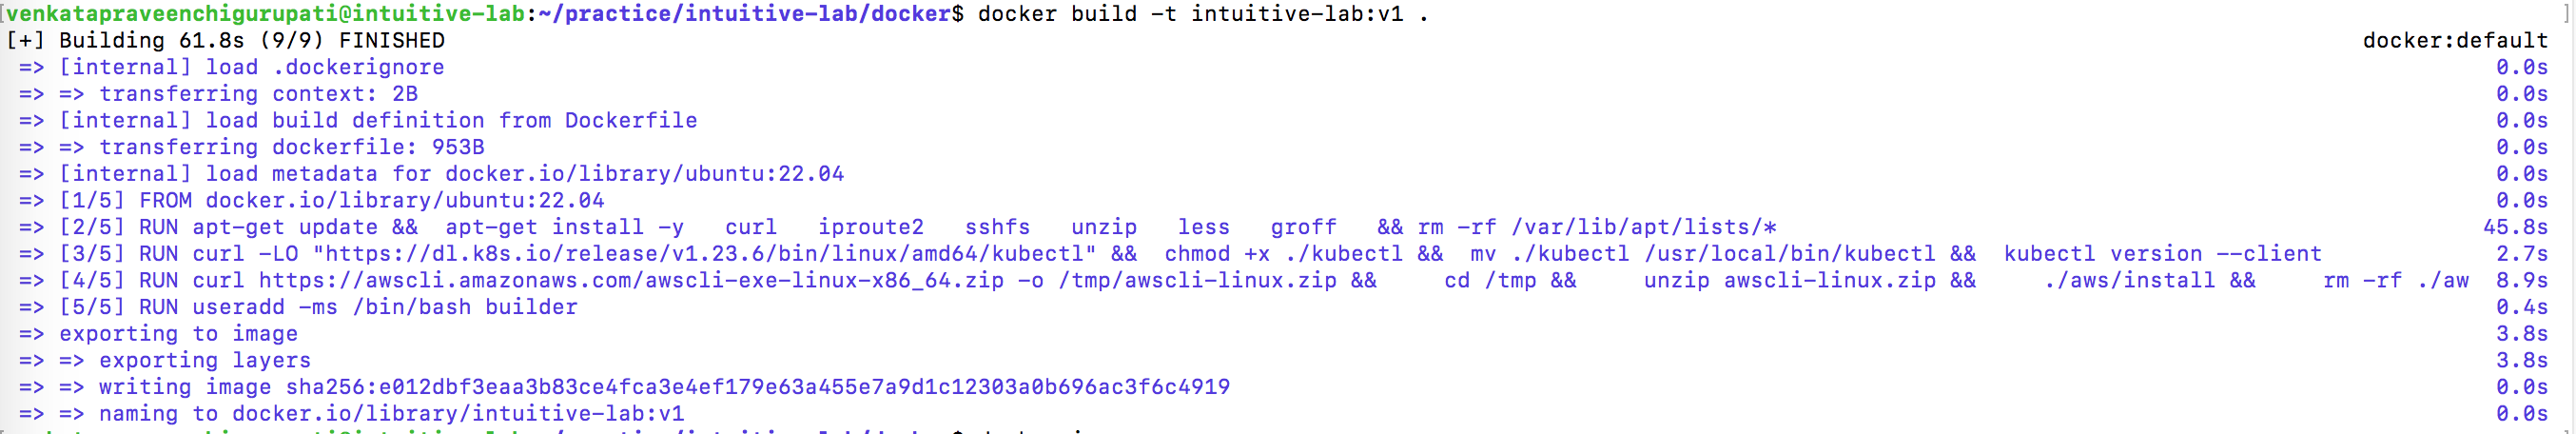 venkatapraveenchigurupati@intuitive-lab:~/practice/intuitive-lab/docker$ docker build -t intuitive-lab:v1 .
[+] Building 61.8s (9/9) FINISHED docker:default
=> [internal] load .dockerignore 0.0s
=> => transferring context: 2B 0.0s
=> [internal] load build definition from Dockerfile 0.0s
=> => transferring dockerfile: 953B 0.0s
=> [internal] load metadata for docker.io/library/ubuntu:22.04 0.0s
=> [1/5] FROM docker.io/library/ubuntu:22.04 0.0s
=> [2/5] RUN apt-get update &&  apt-get install -y   curl   iproute2   sshfs   unzip   less   groff   && rm -rf /var/lib/apt/lists/* 45.8s
=> [3/5] RUN curl -LO "https://dl.k8s.io/release/v1.23.6/bin/linux/amd64/kubectl" &&  chmod +x ./kubectl &&  mv ./kubectl /usr/local/bin/kubectl &&  kubectl version --client 2.7s
=> [4/5] RUN curl https://awscli.amazonaws.com/awscli-exe-linux-x86_64.zip -o /tmp/awscli-linux.zip &&     cd /tmp &&     unzip awscli-linux.zip &&     ./aws/install &&     rm -rf ./aw 8.9s
=> [5/5] RUN useradd -ms /bin/bash builder 0.4s
=> exporting to image 3.8s
=> => exporting layers 3.8s
=> => writing image sha256:e012dbf3eaa3b83ce4fca3e4ef179e63a455e7a9d1c12303a0b696ac3f6c4919 0.0s
=> => naming to docker.io/library/intuitive-lab:v1 0.0s